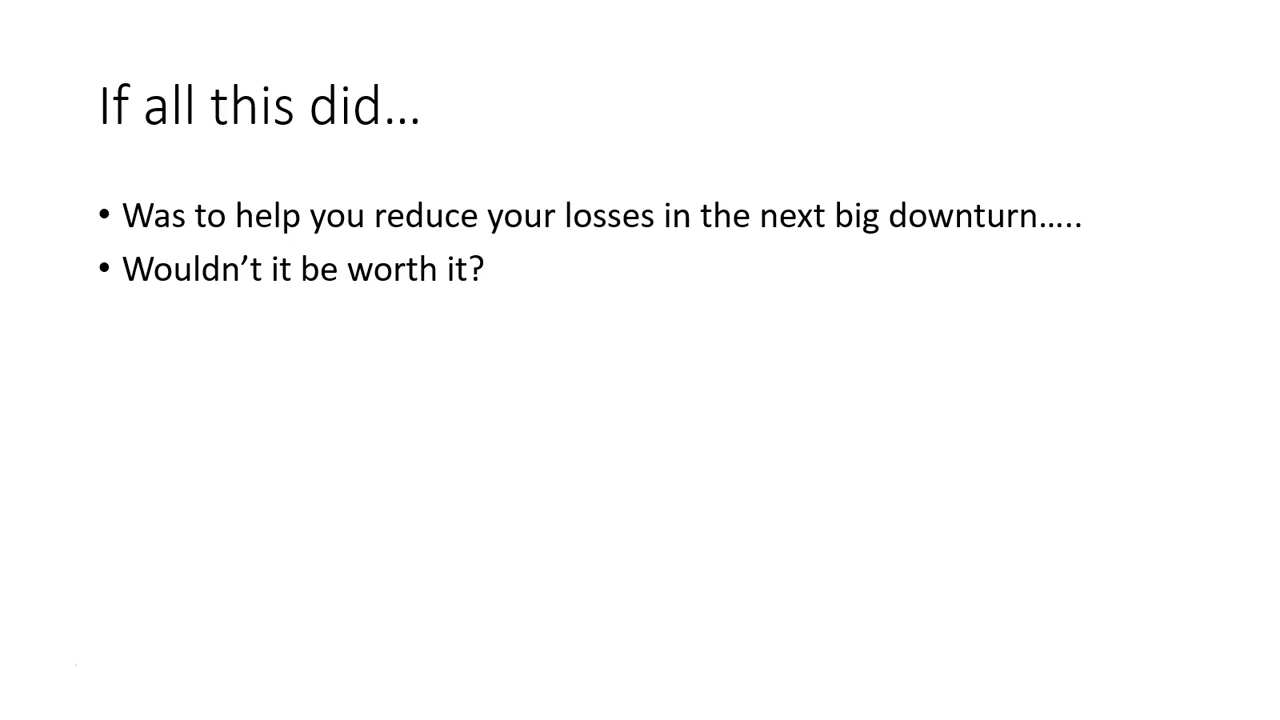 If all this did…
• Was to help you reduce your losses in the next big downturn…..
• Wouldn’t it be worth it?